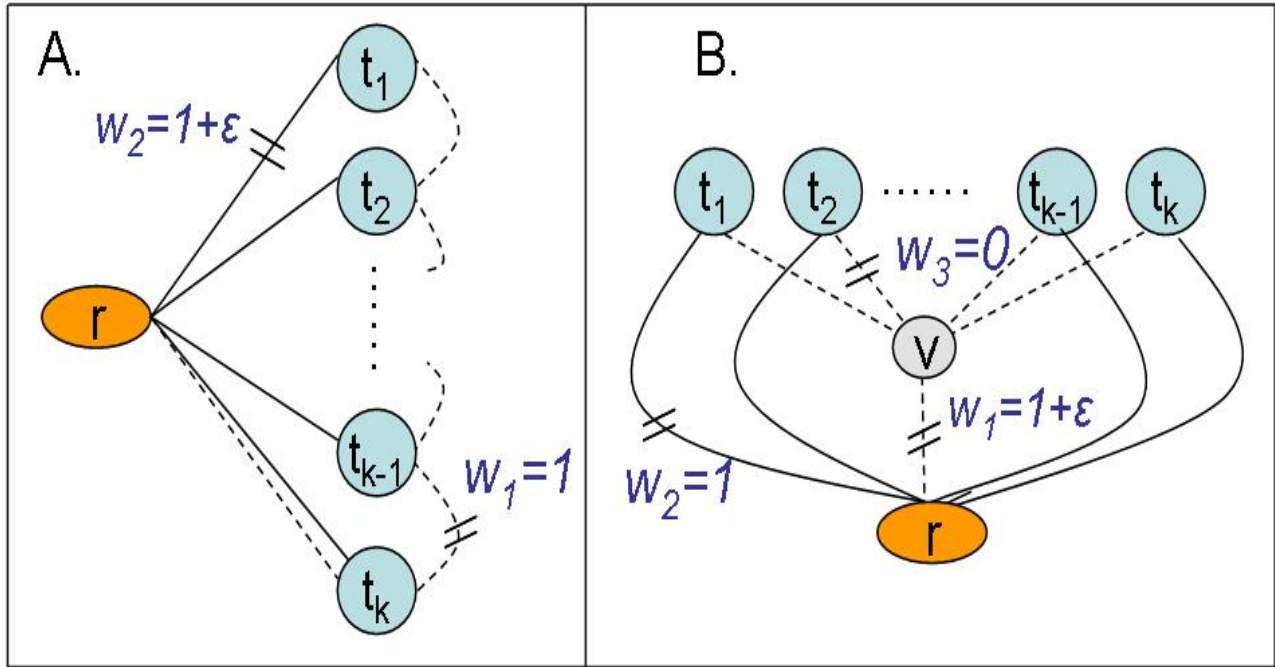 A.
t₁
w₂=1+ε
t₂
r
tₖ₋₁
w₁=1
tₖ
B.
t₁ t₂ ...... tₖ₋₁ tₖ
w₃=0
v
w₁=1+ε
w₂=1
r